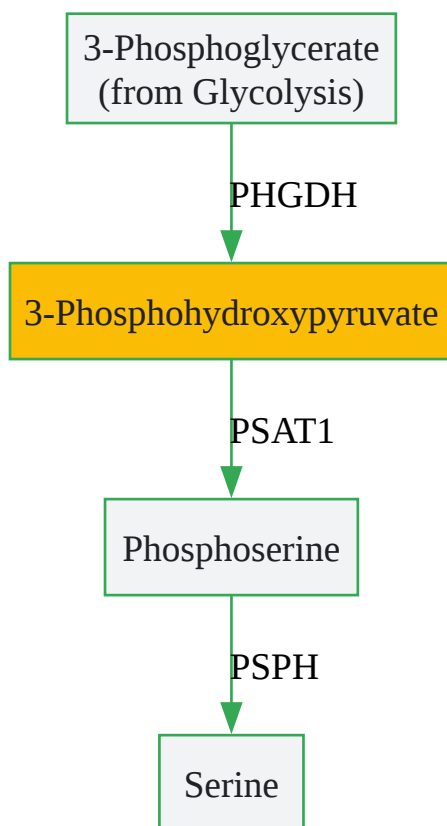 3-Phosphoglycerate
(from Glycolysis)
PHGDH
3-Phosphohydroxypyruvate
PSAT1
Phosphoserine
PSPH
Serine